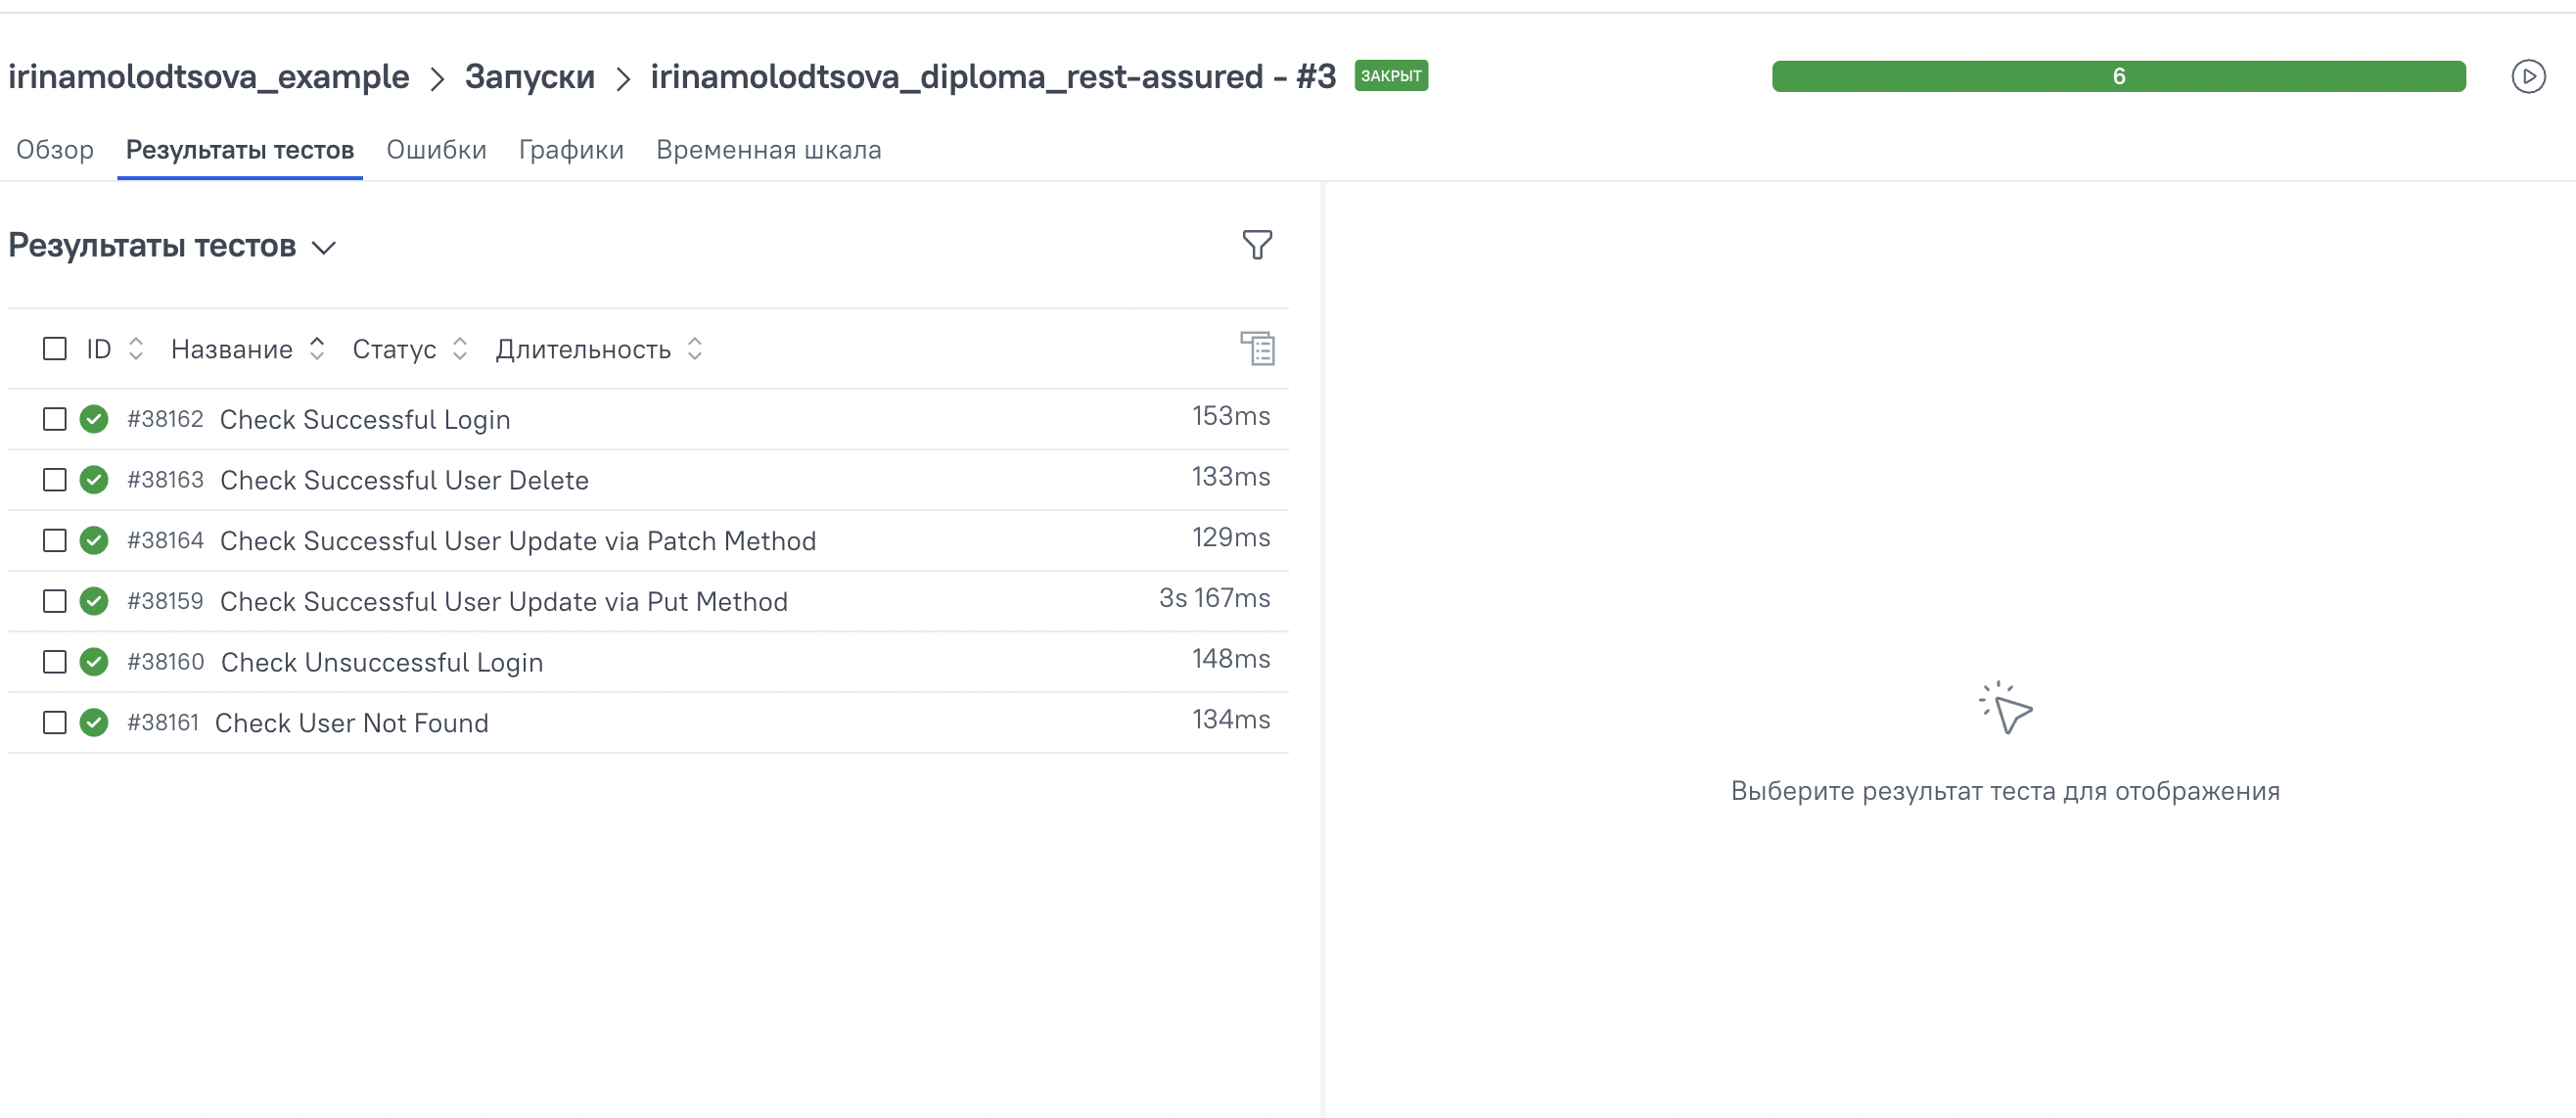 irinamolodtsova_example > Запуски > irinamolodtsova_diploma_rest-assured - #3 ЗАКРЫТ 6
Обзор Результаты тестов Ошибки Графики Временная шкала
Результаты тестов
ID Название Статус Длительность
#38162 Check Successful Login 153ms
#38163 Check Successful User Delete 133ms
#38164 Check Successful User Update via Patch Method 129ms
#38159 Check Successful User Update via Put Method 3s 167ms
#38160 Check Unsuccessful Login 148ms
#38161 Check User Not Found 134ms
Выберите результат теста для отображения